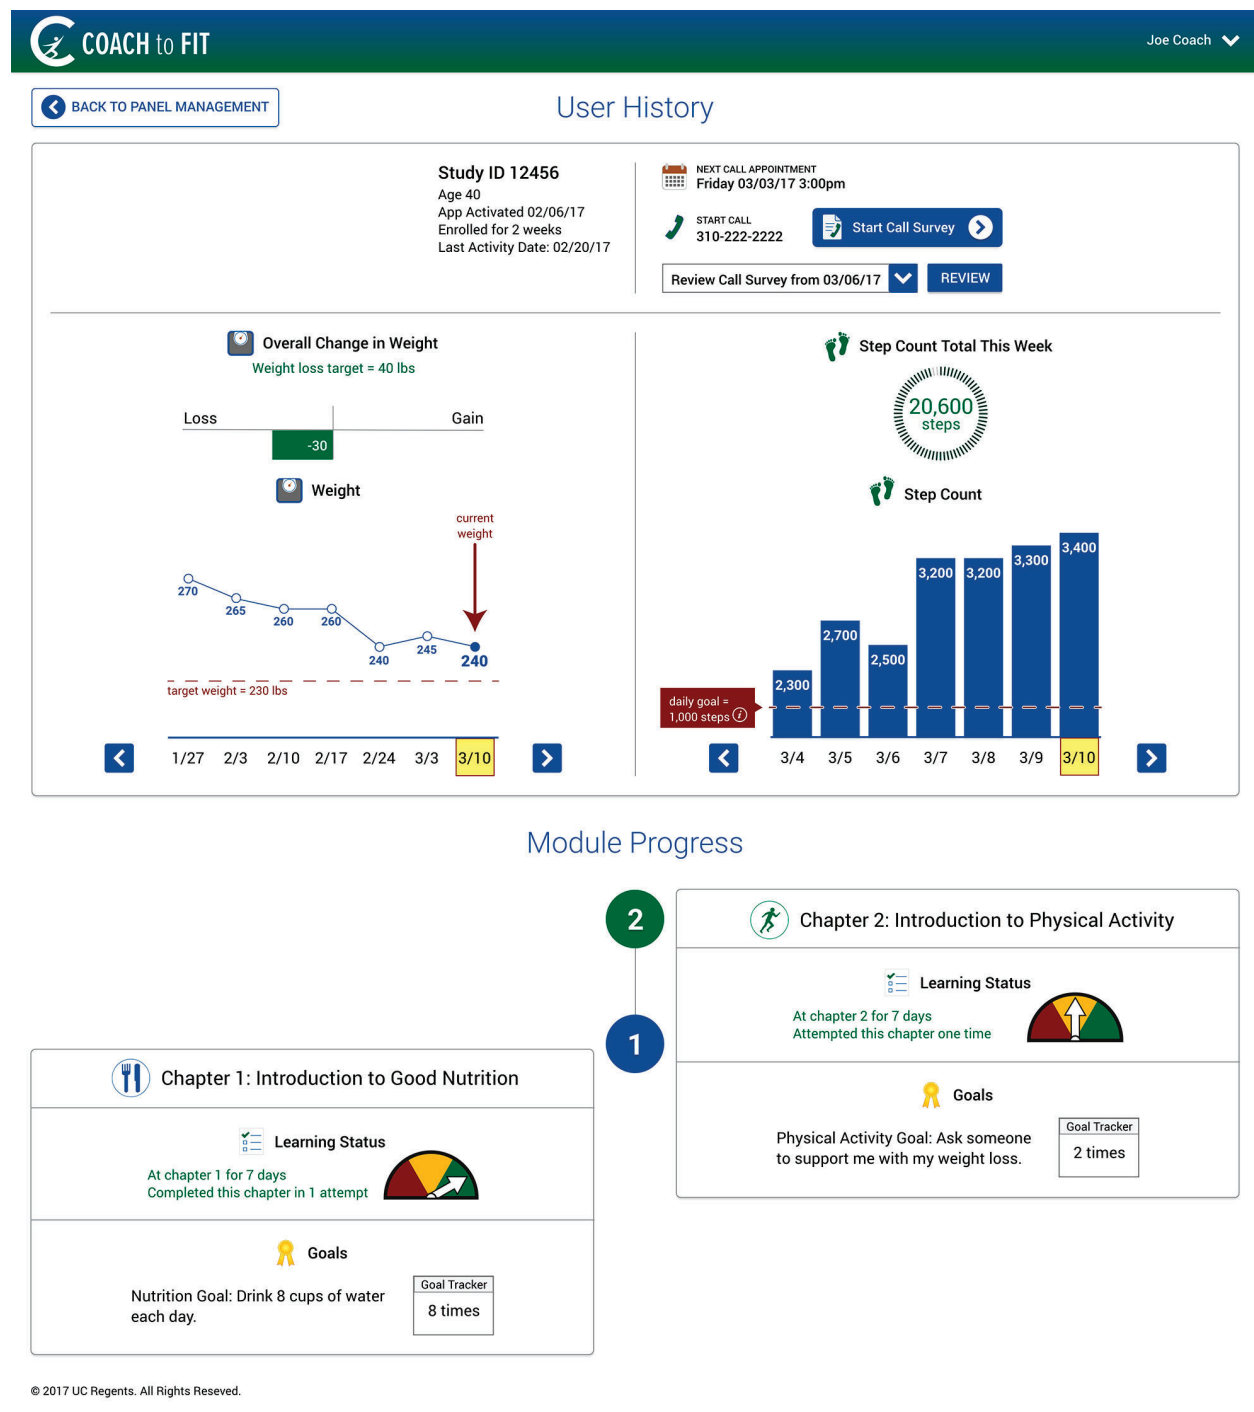 COACH to FIT
Joe Coach
BACK TO PANEL MANAGEMENT
User History
Study ID 12456
Age 40
App Activated 02/06/17
Enrolled for 2 weeks
Last Activity Date: 02/20/17
NEXT CALL APPOINTMENT
Friday 03/03/17 3:00pm
START CALL
310-222-2222
Start Call Survey
Review Call Survey from 03/06/17
REVIEW
Overall Change in Weight
Weight loss target = 40 lbs
Loss
Gain
-30
Weight
current
weight
270
265
260
260
240
245
240
target weight = 230 lbs
1/27
2/3
2/10
2/17
2/24
3/3
3/10
Step Count Total This Week
20,600
steps
Step Count
2,300
2,700
2,500
3,200
3,200
3,300
3,400
daily goal =
1,000 steps i
3/4
3/5
3/6
3/7
3/8
3/9
3/10
Module Progress
2
Chapter 2: Introduction to Physical Activity
Learning Status
At chapter 2 for 7 days
Attempted this chapter one time
Goals
Physical Activity Goal: Ask someone
to support me with my weight loss.
Goal Tracker
2 times
1
Chapter 1: Introduction to Good Nutrition
Learning Status
At chapter 1 for 7 days
Completed this chapter in 1 attempt
Goals
Nutrition Goal: Drink 8 cups of water
each day.
Goal Tracker
8 times
© 2017 UC Regents. All Rights Reseved.